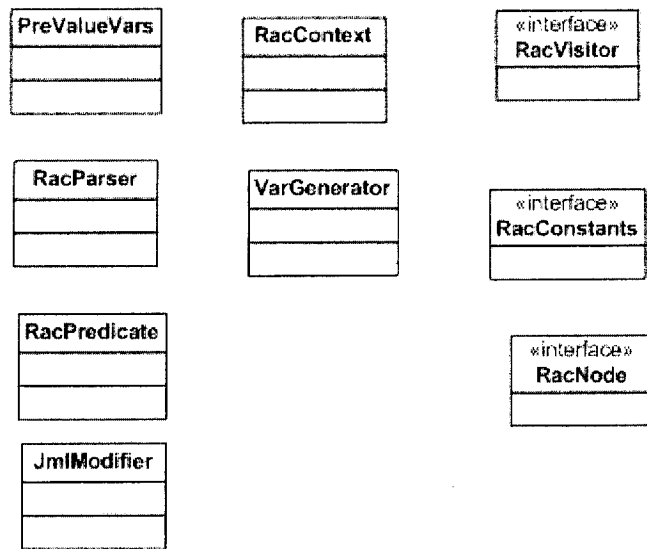 PreValueVars
RacContext
«interface»
RacVisitor
RacParser
VarGenerator
«interface»
RacConstants
RacPredicate
«interface»
RacNode
JmlModifier